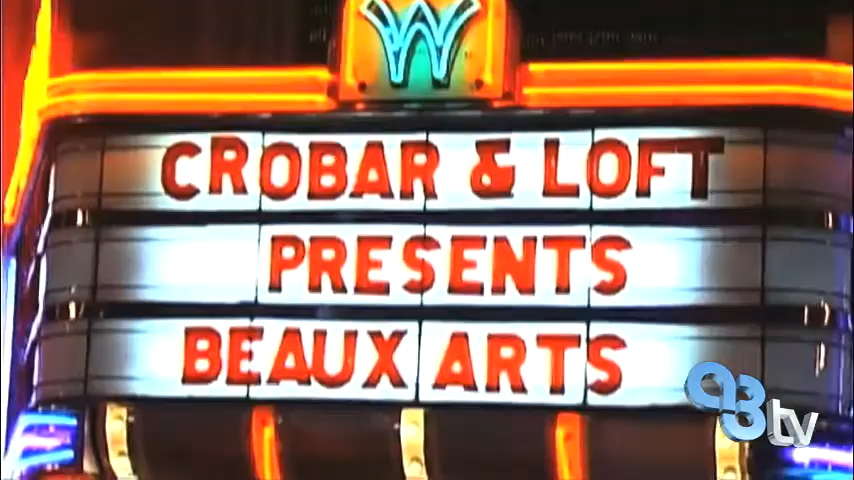 W
CROBAR & LOFT
PRESENTS
BEAUX ARTS
93tv